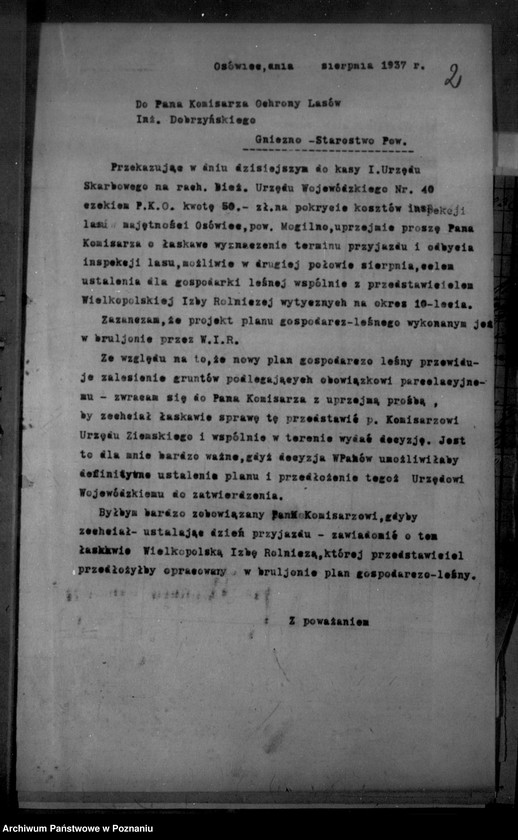 Osówiec,dnia sierpnia 1937 r.
2
Do Pana Komisarza Ochrony Lasów
Inż. Dobrzyńskiego
Gniezno -Starostwo Pow.
Przekazując w dniu dzisiejszym do kasy I.Urzędu
Skarbowego na rach. Bież. Urzędu Wojewódzkiego Nr. 40
czekiem P.K.O. kwotę 50.- zł.na pokrycie kosztów inspekcji
lasu majętności Osówiec,pow. Mogilno,uprzejmie proszę Pana
Komisarza o łaskawe wyznaczenie terminu przyjazdu i odbycia
inspekcji lasu,możliwie w drugiej połowie sierpnia,celem
ustalenia dla gospodarki leśnej wspólnie z przedstawicielem
Wielkopolskiej Izby Rolniczej wytycznych na okres 10-lecia.
Zaznaczam,że projekt planu gospodarcz-leśnego wykonanym jest
w bruljonie przez W.I.R.
Ze względu na to,że nowy plan gospodarczo leśny przewidu-
je zalesienie gruntów podlegających obowiązkowi parcelacyjne-
mu - zwracam się do Pana Komisarza z uprzejmą prośbą ,
by zechciał łaskawie sprawę tę przedstawić p. Komisarzowi
Urzędu Ziemskiego i wspólnie w terenie wydać decyzję. Jest
to dla mnie bardzo ważne,gdyż decyzja WPanów umożliwiłaby
definitywne ustalenie planu i przedłożenie tegoż Urzędowi
Wojewódzkiemu do zatwierdzenia.
Byłbym bardzo zobowiązany Panu Komisarzowi,gdyby
zechciał- ustalając dzień przyjazdu - zawiadomić o tem
łaskawie Wielkopolską Izbę Rolniczą,której przedstawiciel
przedłożyłby opracowany w bruljonie plan gospodarczo-leśny.
Z poważaniem
Archiwum Państwowe w Poznaniu